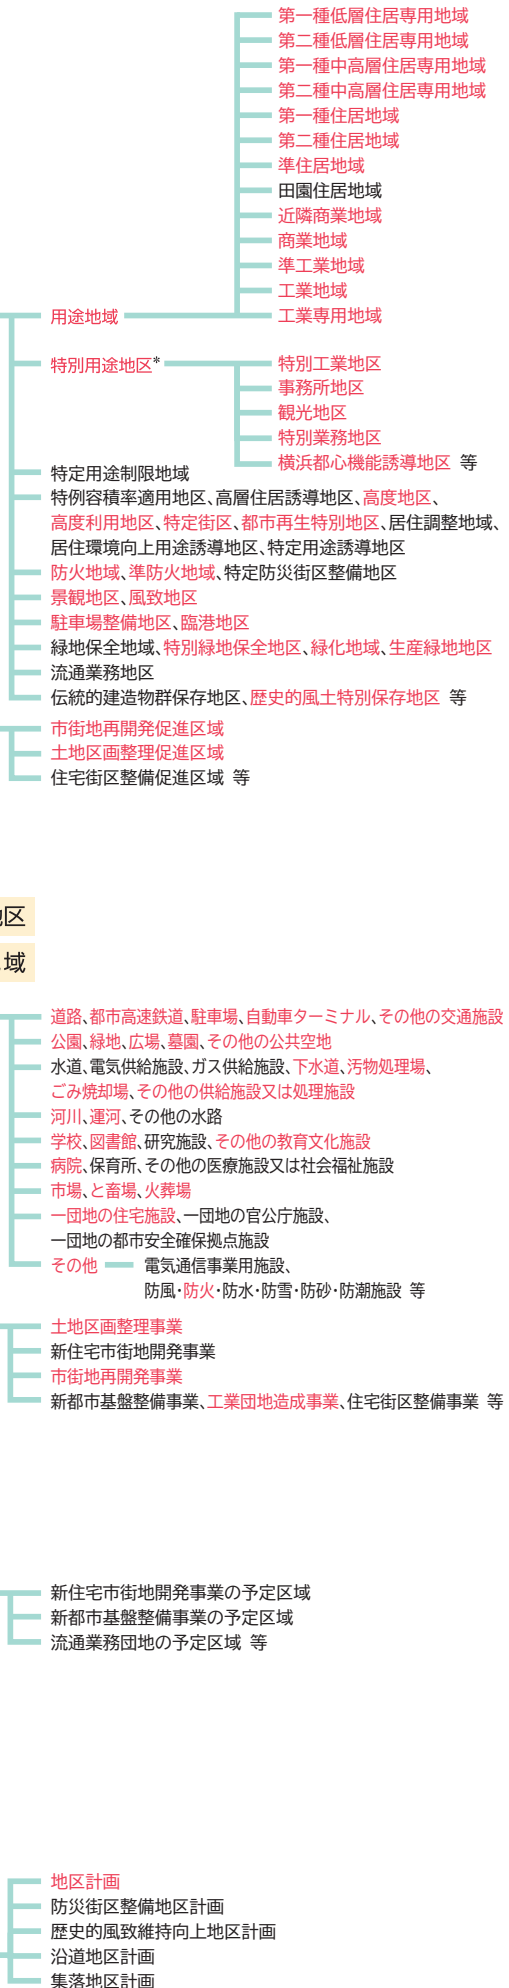 第一種低層住居専用地域
第二種低層住居専用地域
第一種中高層住居専用地域
第二種中高層住居専用地域
第一種住居地域
第二種住居地域
準住居地域
田園住居地域
近隣商業地域
商業地域
準工業地域
工業地域
用途地域 工業専用地域
特別用途地区* 特別工業地区
事務所地区
観光地区
特別業務地区
横浜都心機能誘導地区 等
特定用途制限地域
特例容積率適用地区、高層住居誘導地区、高度地区、
高度利用地区、特定街区、都市再生特別地区、居住調整地域、
居住環境向上用途誘導地区、特定用途誘導地区
防火地域、準防火地域、特定防災街区整備地区
景観地区、風致地区
駐車場整備地区、臨港地区
緑地保全地域、特別緑地保全地区、緑化地域、生産緑地地区
流通業務地区
伝統的建造物群保存地区、歴史的風土特別保存地区 等
市街地再開発促進区域
土地区画整理促進区域
住宅街区整備促進区域 等
区
域
道路、都市高速鉄道、駐車場、自動車ターミナル、その他の交通施設
公園、緑地、広場、墓園、その他の公共空地
水道、電気供給施設、ガス供給施設、下水道、汚物処理場、
ごみ焼却場、その他の供給施設又は処理施設
河川、運河、その他の水路
学校、図書館、研究施設、その他の教育文化施設
病院、保育所、その他の医療施設又は社会福祉施設
市場、と畜場、火葬場
一団地の住宅施設、一団地の官公庁施設、
一団地の都市安全確保拠点施設
その他 電気通信事業用施設、
防風・防火・防水・防雪・防砂・防潮施設 等
土地区画整理事業
新住宅市街地開発事業
市街地再開発事業
新都市基盤整備事業、工業団地造成事業、住宅街区整備事業 等
新住宅市街地開発事業の予定区域
新都市基盤整備事業の予定区域
流通業務団地の予定区域 等
地区計画
防災街区整備地区計画
歴史的風致維持向上地区計画
沿道地区計画
集落地区計画